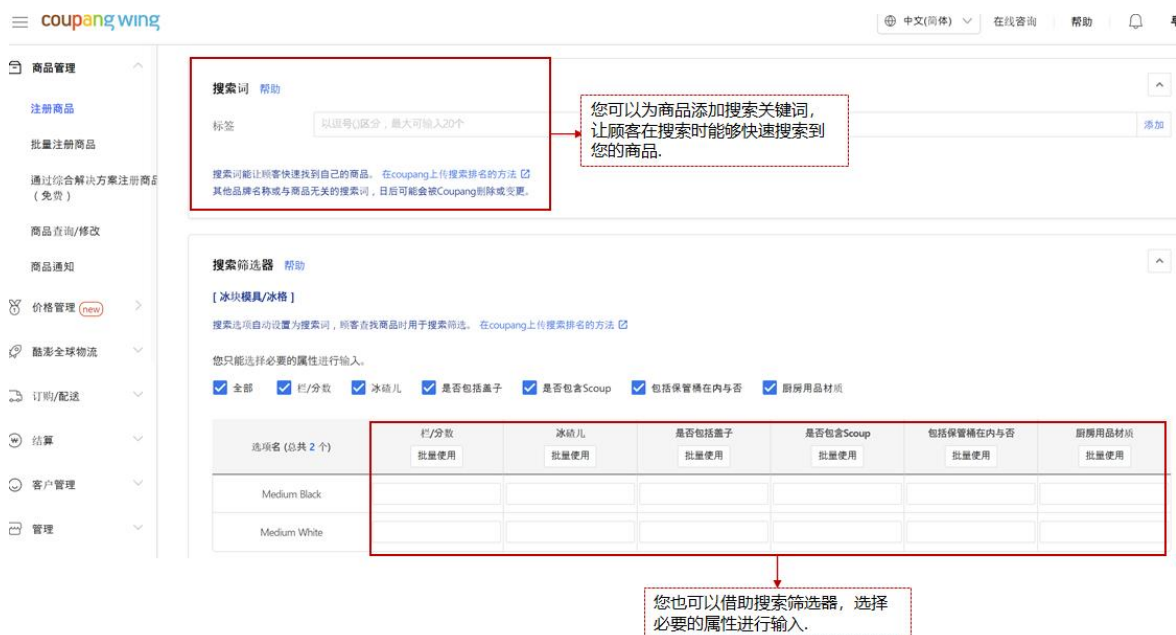 coupang wing
中文(简体)
在线咨询
帮助
商品管理
注册商品
批量注册商品
通过综合解决方案注册商品
(免费)
商品查询/修改
商品通知
价格管理 new
酷澎全球物流
订购/配送
结算
客户管理
管理
搜索词 帮助
标签
以逗号(,)区分,最大可输入20个
添加
搜索词能让顾客快速找到自己的商品。 在coupang上传搜索排名的方法
其他品牌名称或与商品无关的搜索词,日后可能会被Coupang删除或变更。
您可以为商品添加搜索关键词,
让顾客在搜索时能够快速搜索到
您的商品.
搜索筛选器 帮助
[ 冰块模具/冰格 ]
搜索选项自动设置为搜索词,顾客查找商品时用于搜索筛选。 在coupang上传搜索排名的方法
您只能选择必要的属性进行输入。
全部 栏/分数 冰碴儿 是否包括盖子 是否包含Scoup 包括保管桶在内与否 厨房用品材质
选项名 (总共 2 个) 栏/分数 冰碴儿 是否包括盖子 是否包含Scoup 包括保管桶在内与否 厨房用品材质
批量使用 批量使用 批量使用 批量使用 批量使用 批量使用
Medium Black
Medium White
您也可以借助搜索筛选器,选择
必要的属性进行输入.